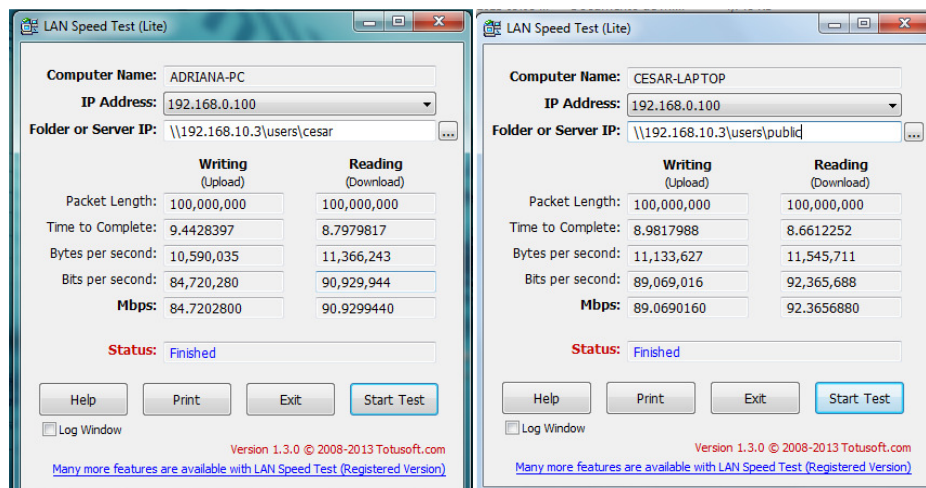 LAN Speed Test (Lite)
Computer Name: ADRIANA-PC
IP Address: 192.168.0.100
Folder or Server IP: \\192.168.10.3\users\cesar ...
Writing Reading
(Upload) (Download)
Packet Length: 100,000,000 100,000,000
Time to Complete: 9.4428397 8.7979817
Bytes per second: 10,590,035 11,366,243
Bits per second: 84,720,280 90,929,944
Mbps: 84.7202800 90.9299440
Status: Finished
Help Print Exit Start Test
Log Window
Version 1.3.0 © 2008-2013 Totusoft.com
Many more features are available with LAN Speed Test (Registered Version)
LAN Speed Test (Lite)
Computer Name: CESAR-LAPTOP
IP Address: 192.168.0.100
Folder or Server IP: \\192.168.10.3\users\public ...
Writing Reading
(Upload) (Download)
Packet Length: 100,000,000 100,000,000
Time to Complete: 8.9817988 8.6612252
Bytes per second: 11,133,627 11,545,711
Bits per second: 89,069,016 92,365,688
Mbps: 89.0690160 92.3656880
Status: Finished
Help Print Exit Start Test
Log Window
Version 1.3.0 © 2008-2013 Totusoft.com
Many more features are available with LAN Speed Test (Registered Version)